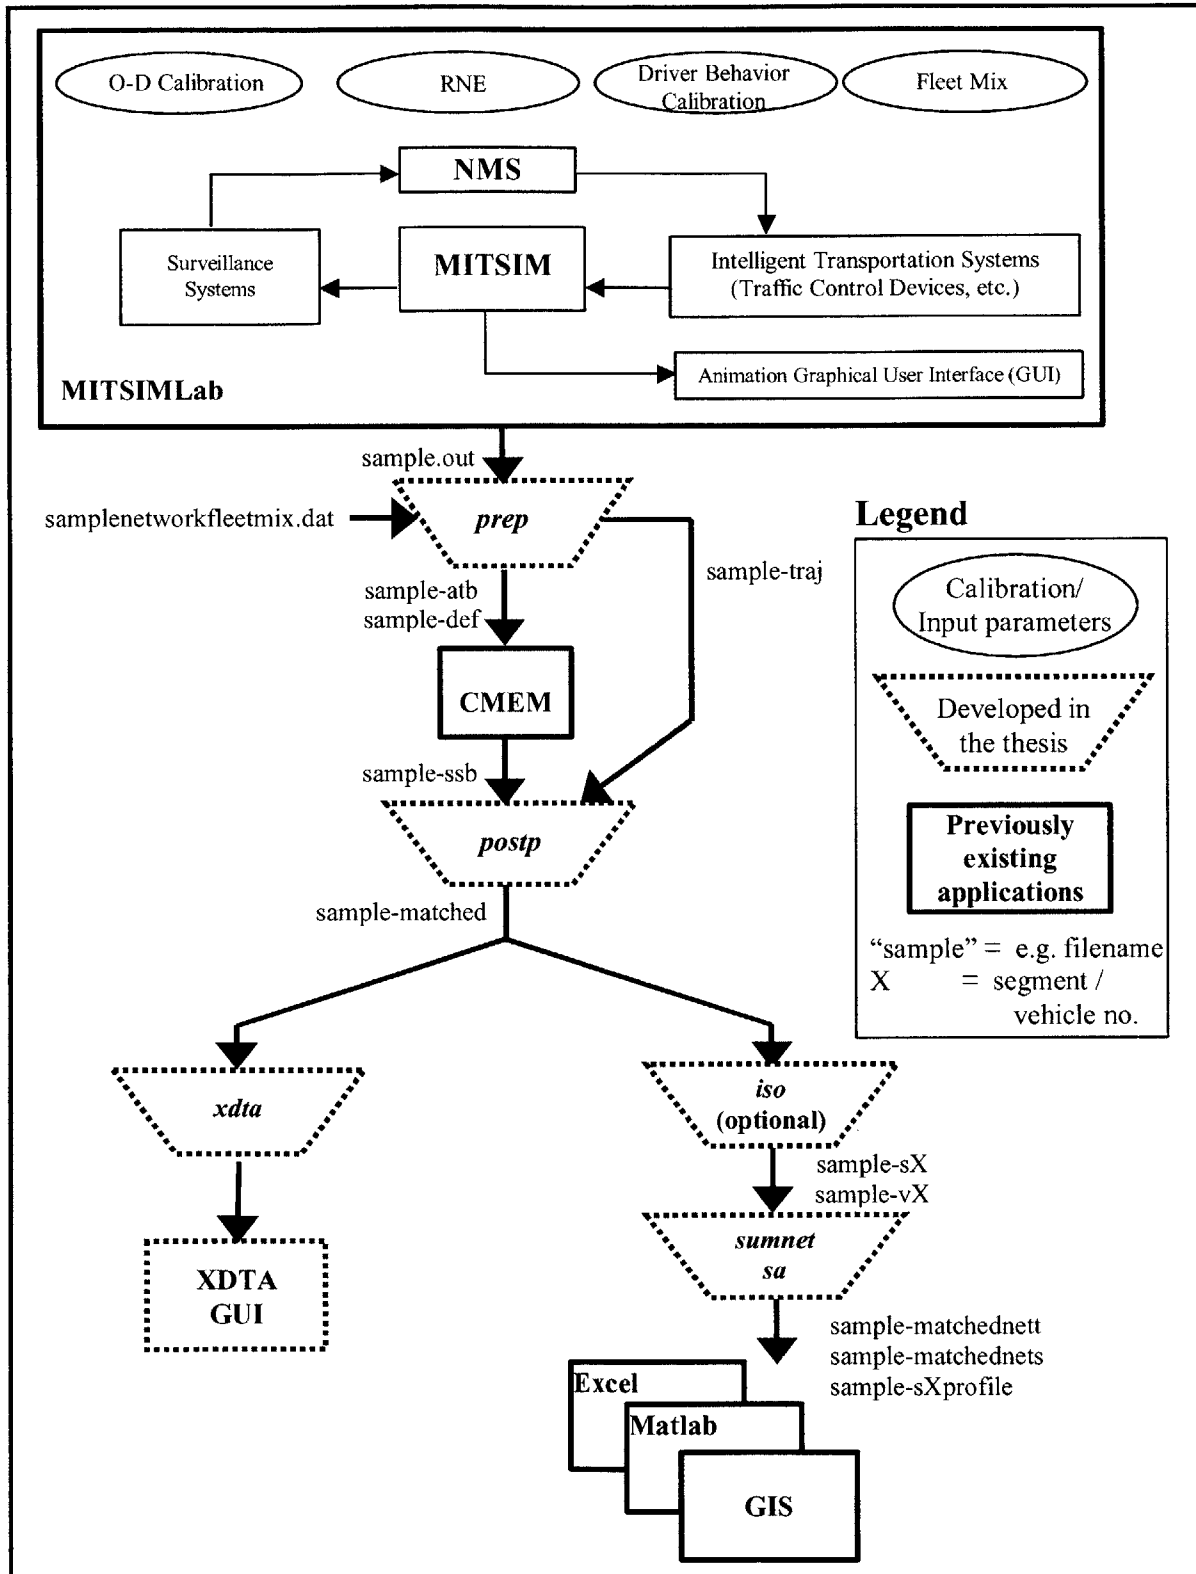 O-D Calibration
RNE
Driver Behavior
Calibration
Fleet Mix
NMS
Surveillance
Systems
MITSIM
Intelligent Transportation Systems
(Traffic Control Devices, etc.)
Animation Graphical User Interface (GUI)
MITSIMLab
sample.out
samplenetworkfleetmix.dat
prep
sample-traj
sample-atb
sample-def
CMEM
sample-ssb
postp
sample-matched
Legend
Calibration/
Input parameters
Developed in
the thesis
Previously
existing
applications
“sample” = e.g. filename
X = segment /
vehicle no.
xdta
iso
(optional)
sample-sX
sample-vX
XDTA
GUI
sumnet
sa
sample-matchednett
sample-matchednets
sample-sXprofile
Excel
Matlab
GIS